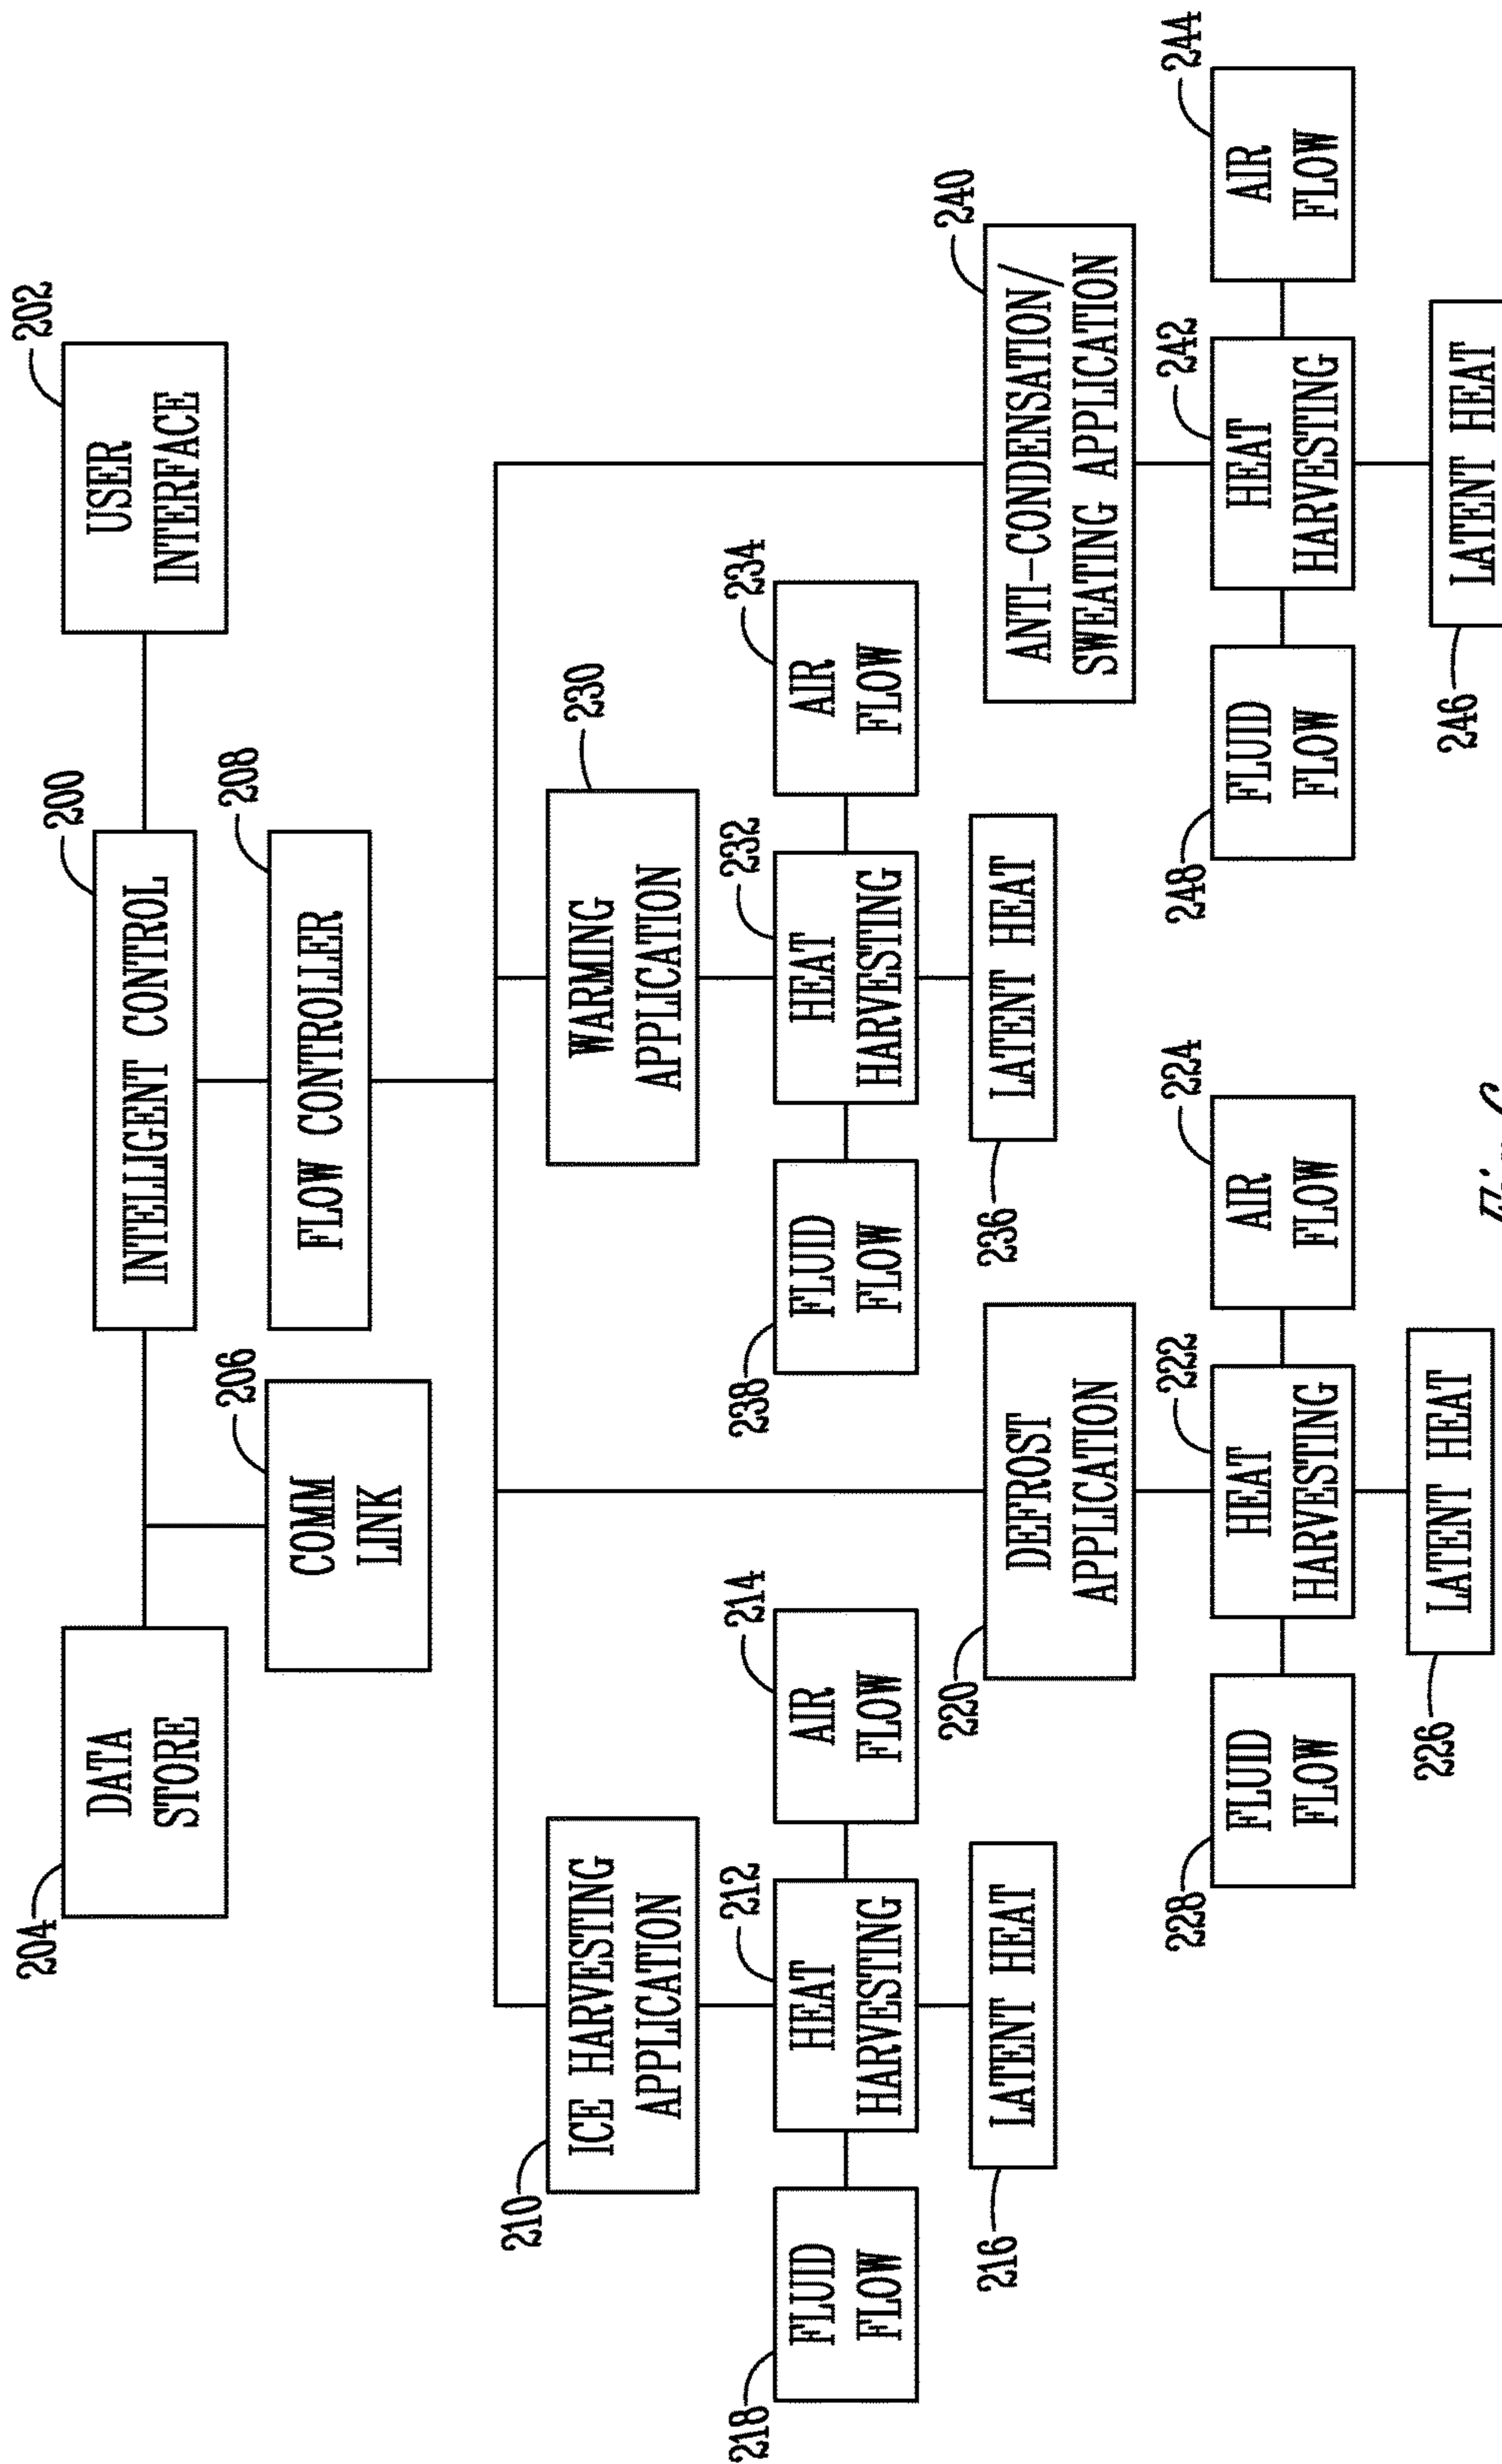 204
DATA
STORE
206
COMM
LINK
200
INTELLIGENT CONTROL
208
FLOW CONTROLLER
202
USER
INTERFACE
210
ICE HARVESTING
APPLICATION
212
HEAT
HARVESTING
214
AIR
FLOW
218
FLUID
FLOW
216
LATENT HEAT
220
DEFROST
APPLICATION
222
HEAT
HARVESTING
224
AIR
FLOW
228
FLUID
FLOW
226
LATENT HEAT
230
WARMING
APPLICATION
232
HEAT
HARVESTING
234
AIR
FLOW
238
FLUID
FLOW
236
LATENT HEAT
240
ANTI-CONDENSATION/
SWEATING APPLICATION
242
HEAT
HARVESTING
244
AIR
FLOW
248
FLUID
FLOW
246
LATENT HEAT